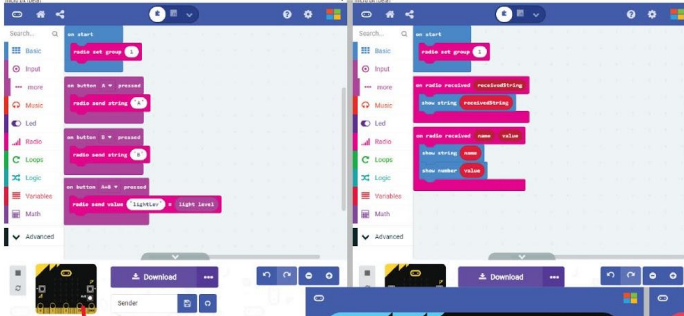 Search...
Basic
Input
more
Music
Led
Radio
Loops
Logic
Variables
Math
Advanced
on start
radio set group 1
on button A pressed
radio send string "A"
on button B pressed
radio send string "B"
on button A+B pressed
radio send value "lightLev" = light level
Download
Sender
Search...
Basic
Input
more
Music
Led
Radio
Loops
Logic
Variables
Math
Advanced
on start
radio set group 1
on radio received receivedString
show string receivedString
on radio received name value
show string name
show number value
Download